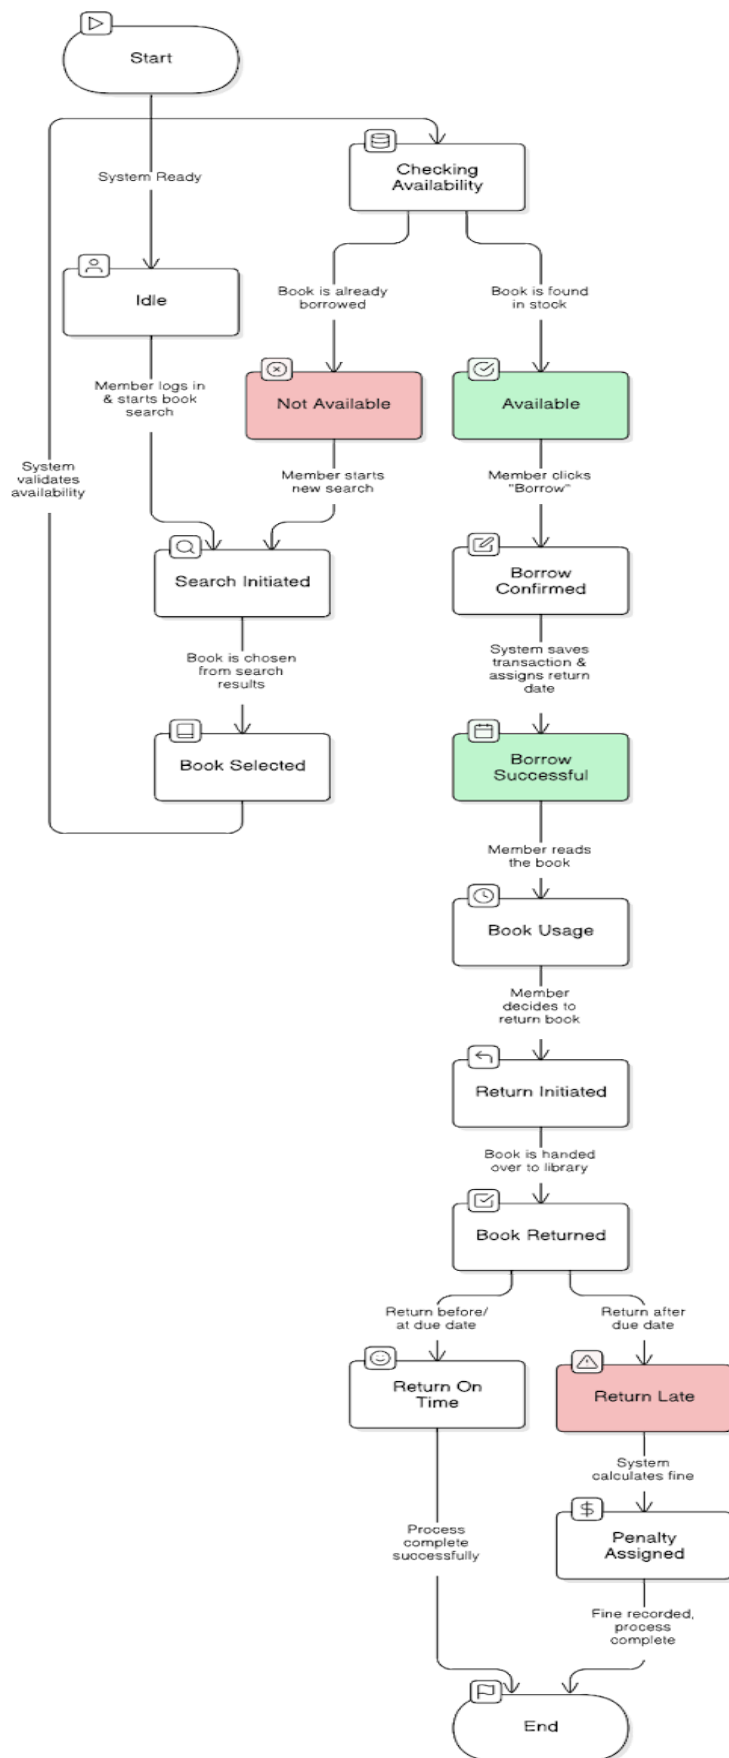 Start
System Ready
Checking
Availability
Idle
Book is already
borrowed
Book is found
in stock
Member logs in
& starts book
search
Not Available
Available
System
validates
availability
Member starts
new search
Member clicks
"Borrow"
Search Initiated
Borrow
Confirmed
Book is chosen
from search
results
System saves
transaction &
assigns return
date
Book Selected
Borrow
Successful
Member reads
the book
Book Usage
Member
decides to
return book
Return Initiated
Book is handed
over to library
Book Returned
Return before/
at due date
Return after
due date
Return On
Time
Return Late
System
calculates fine
Process
complete
successfully
$
Penalty
Assigned
Fine recorded,
process
complete
End